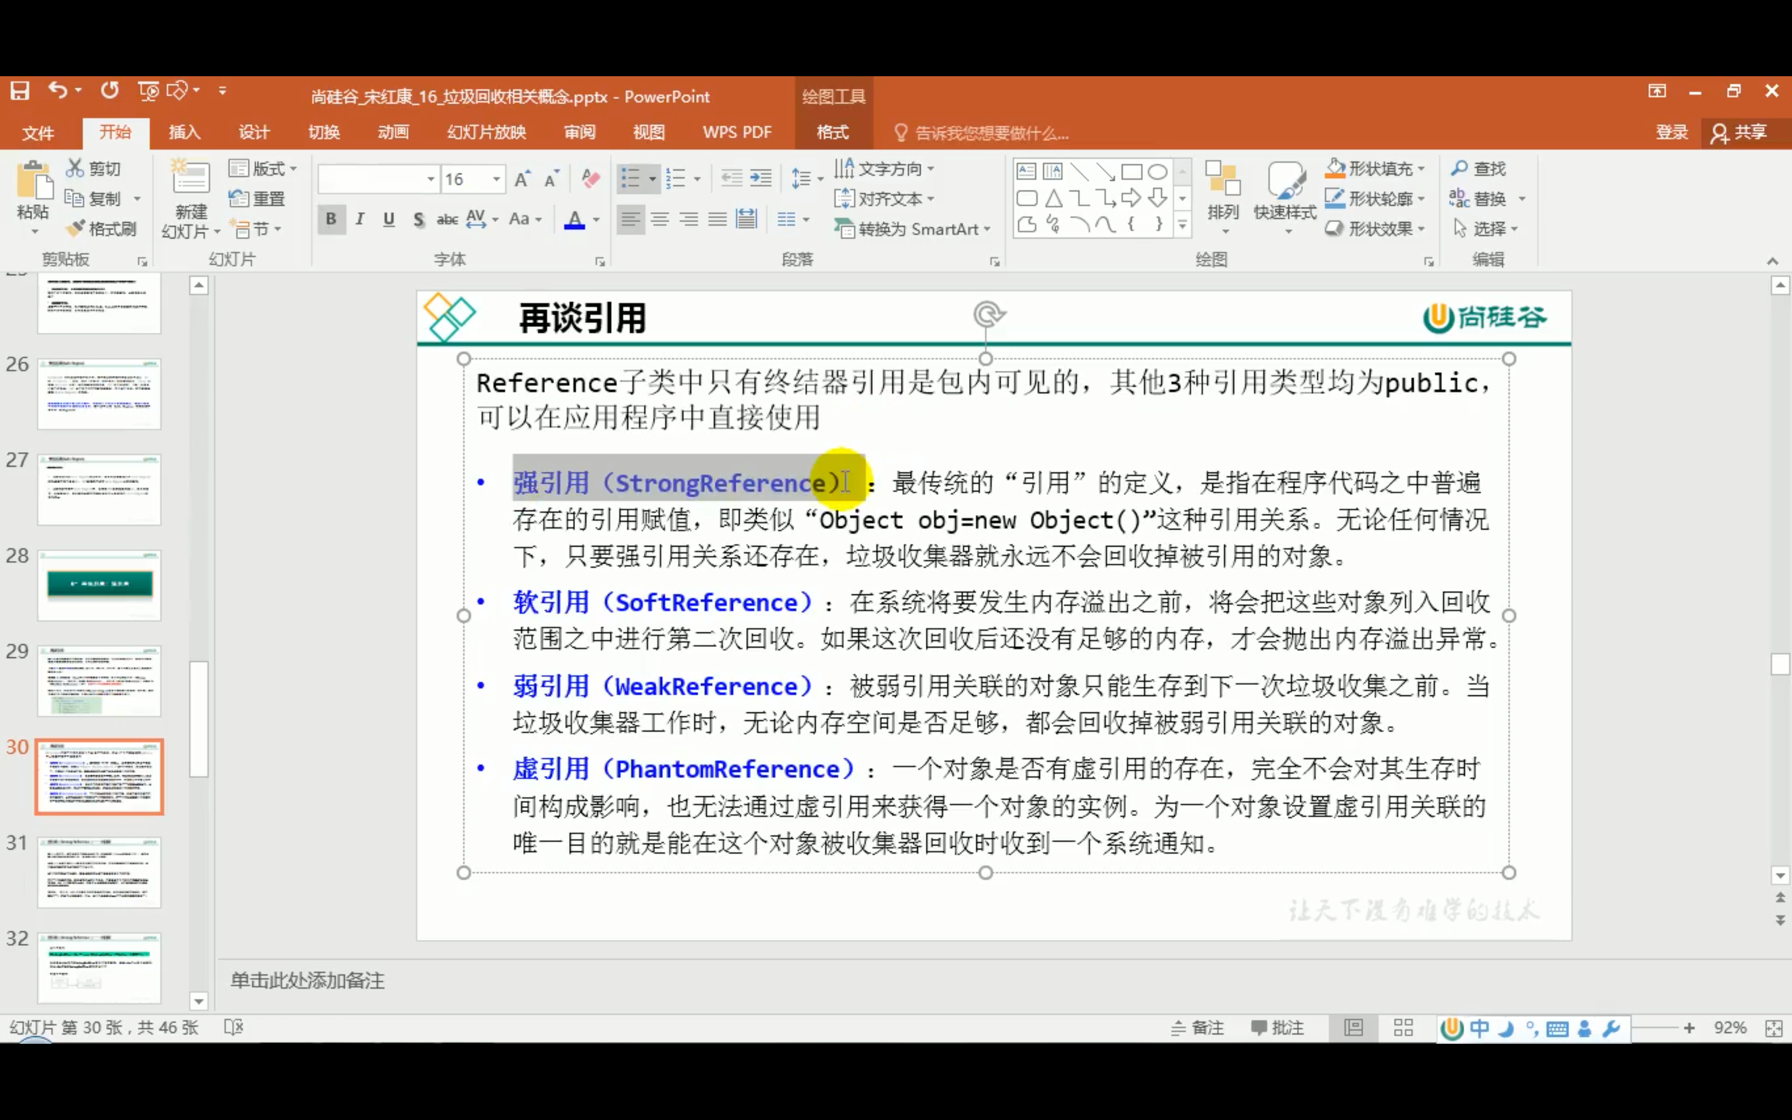 尚硅谷_宋红康_16_垃圾回收相关概念.pptx - PowerPoint
绘图工具
文件 开始 插入 设计 切换 动画 幻灯片放映 审阅 视图 WPS PDF 格式 告诉我您想要做什么... 登录 共享
粘贴 剪切 复制 格式刷 剪贴板
新建幻灯片 版式 重置 节 幻灯片
16
B I U S abc AV Aa A 字体
文字方向 对齐文本 转换为 SmartArt 段落
排列 快速样式 形状填充 形状轮廓 形状效果 绘图
查找 替换 选择 编辑
26
27
28
29
30
31
32
再谈引用
尚硅谷
Reference子类中只有终结器引用是包内可见的，其他3种引用类型均为public，
可以在应用程序中直接使用
• 强引用（StrongReference）：最传统的“引用”的定义，是指在程序代码之中普遍
存在的引用赋值，即类似“Object obj=new Object()”这种引用关系。无论任何情况
下，只要强引用关系还存在，垃圾收集器就永远不会回收掉被引用的对象。
• 软引用（SoftReference）：在系统将要发生内存溢出之前，将会把这些对象列入回收
范围之中进行第二次回收。如果这次回收后还没有足够的内存，才会抛出内存溢出异常。
• 弱引用（WeakReference）：被弱引用关联的对象只能生存到下一次垃圾收集之前。当
垃圾收集器工作时，无论内存空间是否足够，都会回收掉被弱引用关联的对象。
• 虚引用（PhantomReference）：一个对象是否有虚引用的存在，完全不会对其生存时
间构成影响，也无法通过虚引用来获得一个对象的实例。为一个对象设置虚引用关联的
唯一目的就是能在这个对象被收集器回收时收到一个系统通知。
让天下没有难学的技术
单击此处添加备注
幻灯片 第 30 张，共 46 张 备注 批注 中 92%